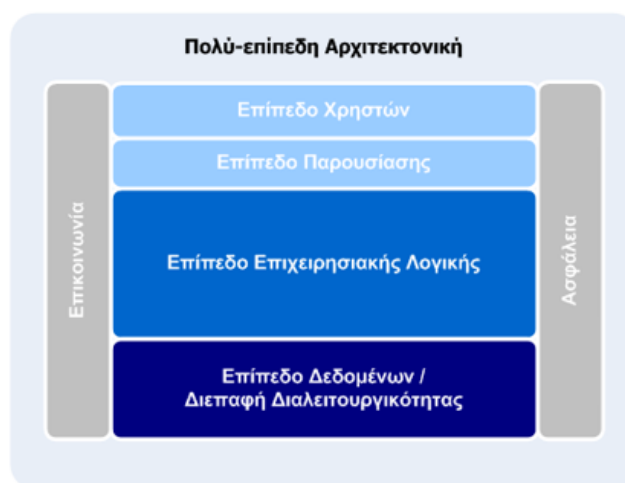 Πολύ-επίπεδη Αρχιτεκτονική
Επικοινωνία
Επίπεδο Χρηστών
Επίπεδο Παρουσίασης
Επίπεδο Επιχειρησιακής Λογικής
Επίπεδο Δεδομένων /
Διεπαφή Διαλειτουργικότητας
Ασφάλεια